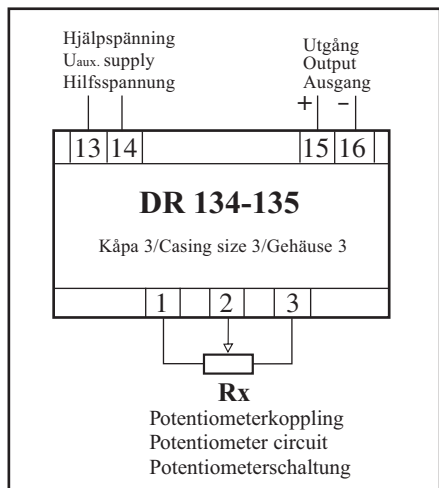 Hjälpspänning
Uaux. supply
Hilfsspannung
Utgång
Output
Ausgang
+ −
13 14
15 16
DR 134-135
Kåpa 3/Casing size 3/Gehäuse 3
1 2 3
Rx
Potentiometerkoppling
Potentiometer circuit
Potentiometerschaltung